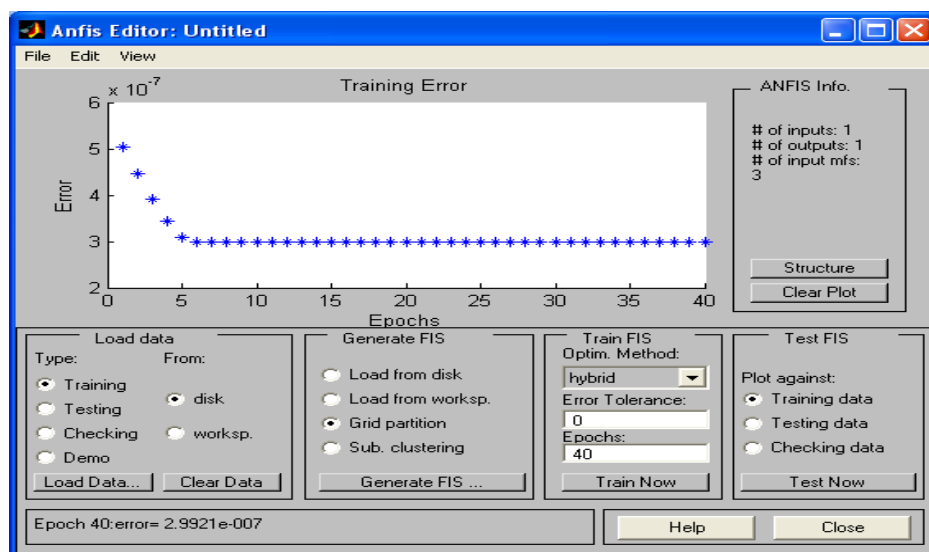 Anfis Editor: Untitled
File Edit View
x 10^-7
Training Error
6
5
4
3
2
Error
0 5 10 15 20 25 30 35 40
Epochs
ANFIS Info.
# of inputs: 1
# of outputs: 1
# of input mfs:
3
Structure
Clear Plot
Load data
Type: From:
Training
Testing
Checking
Demo
disk
worksp.
Load Data... Clear Data
Generate FIS
Load from disk
Load from worksp.
Grid partition
Sub. clustering
Generate FIS ...
Train FIS
Optim. Method:
hybrid
Error Tolerance:
0
Epochs:
40
Train Now
Test FIS
Plot against:
Training data
Testing data
Checking data
Test Now
Epoch 40:error= 2.9921e-007
Help Close